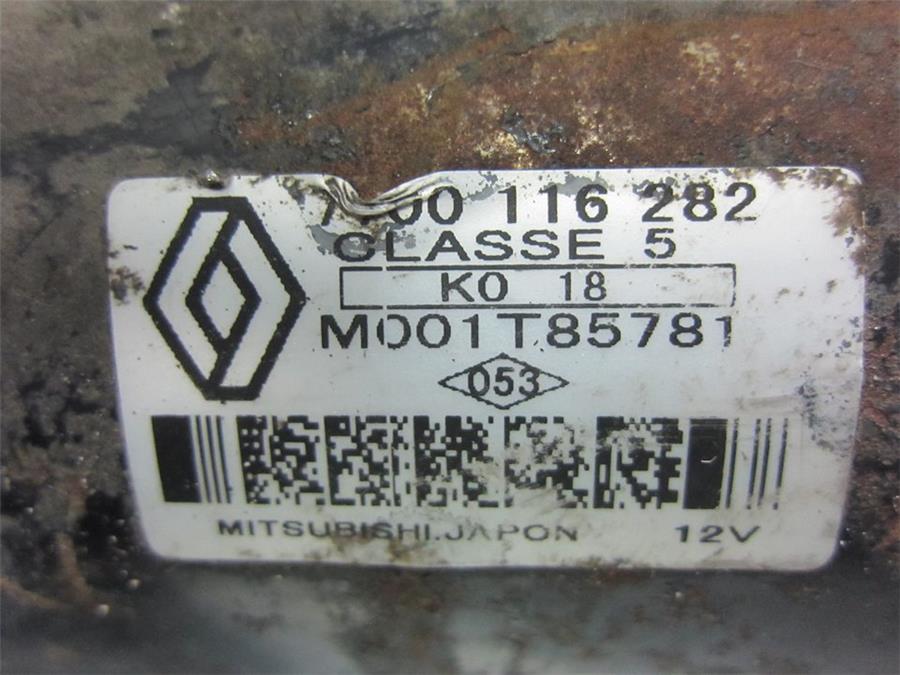 7700 116 282
CLASSE 5
K0 18
M001T85781
053
MITSUBISHI.JAPON 12V